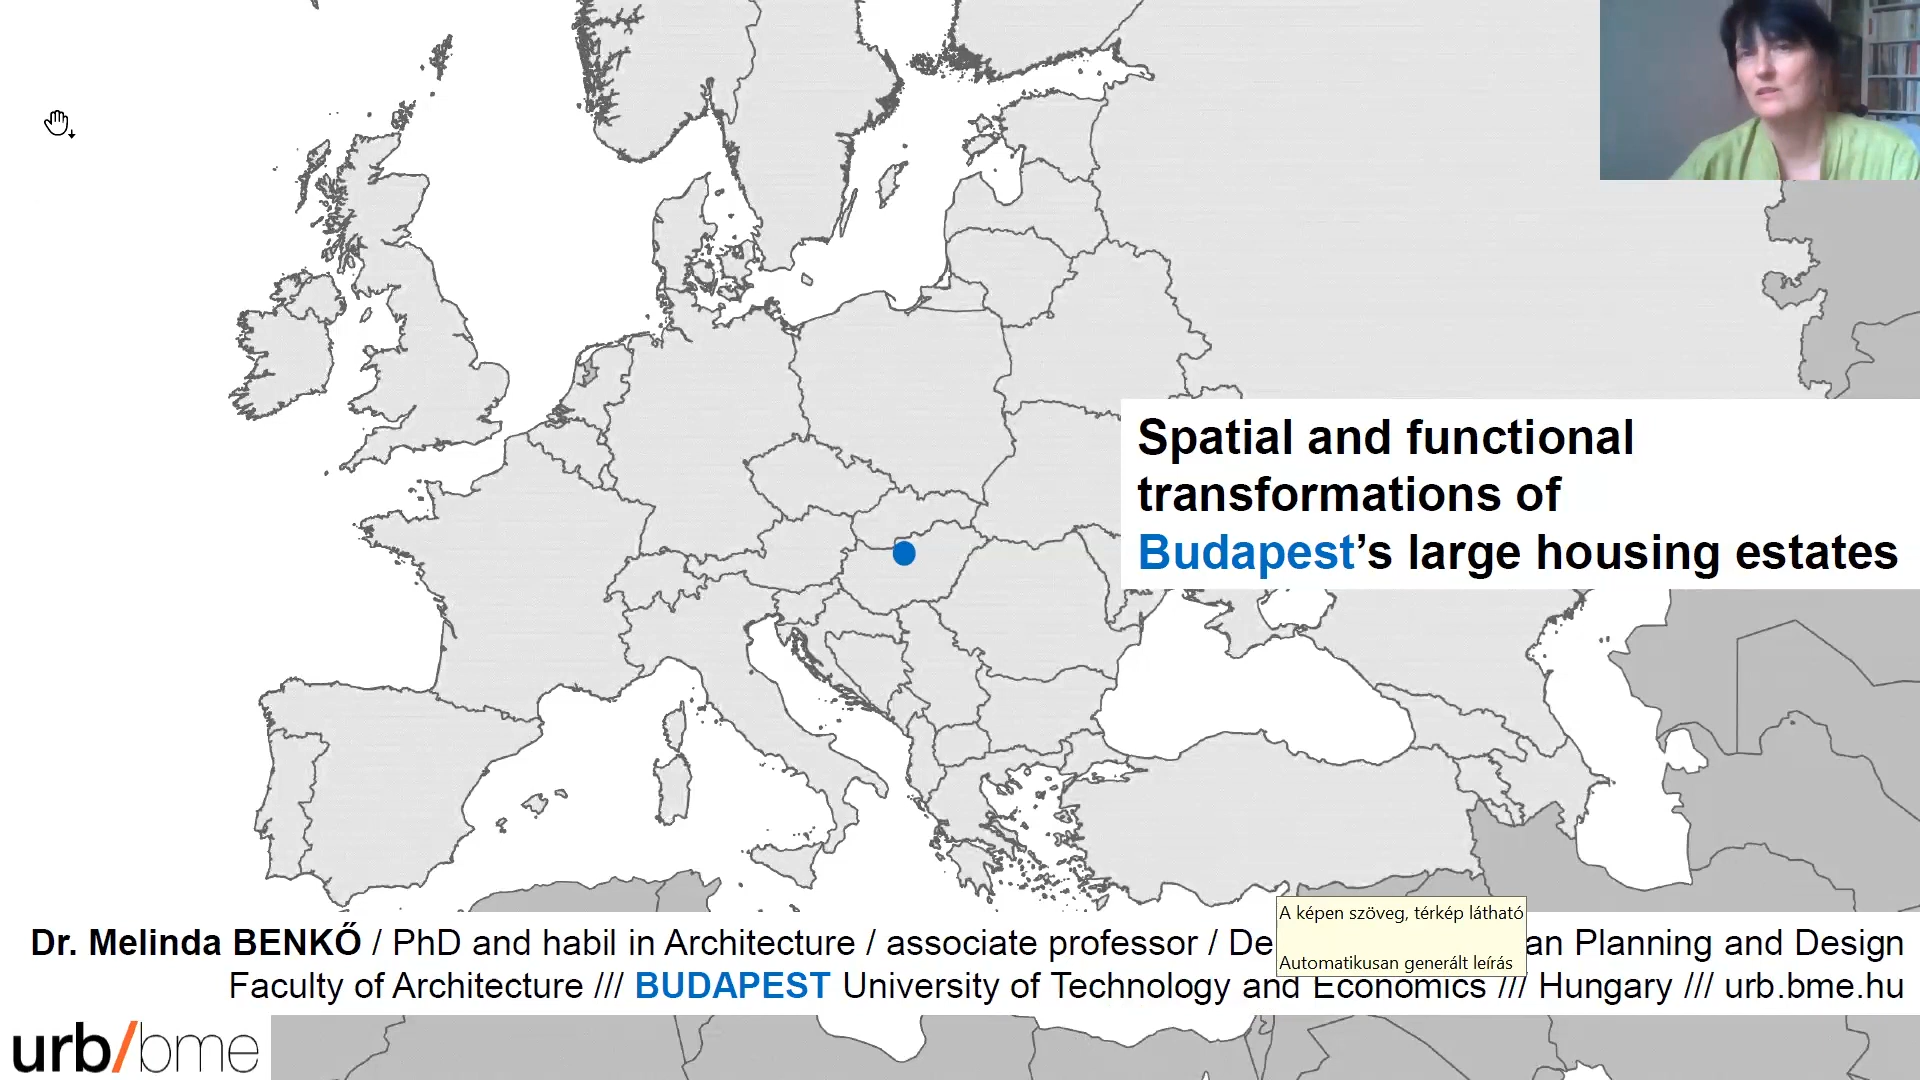 Spatial and functional
transformations of
Budapest’s large housing estates
A képen szöveg, térkép látható
Automatikusan generált leírás
Dr. Melinda BENKŐ / PhD and habil in Architecture / associate professor / De an Planning and Design
Faculty of Architecture /// BUDAPEST University of Technology and Economics /// Hungary /// urb.bme.hu
urb/bme